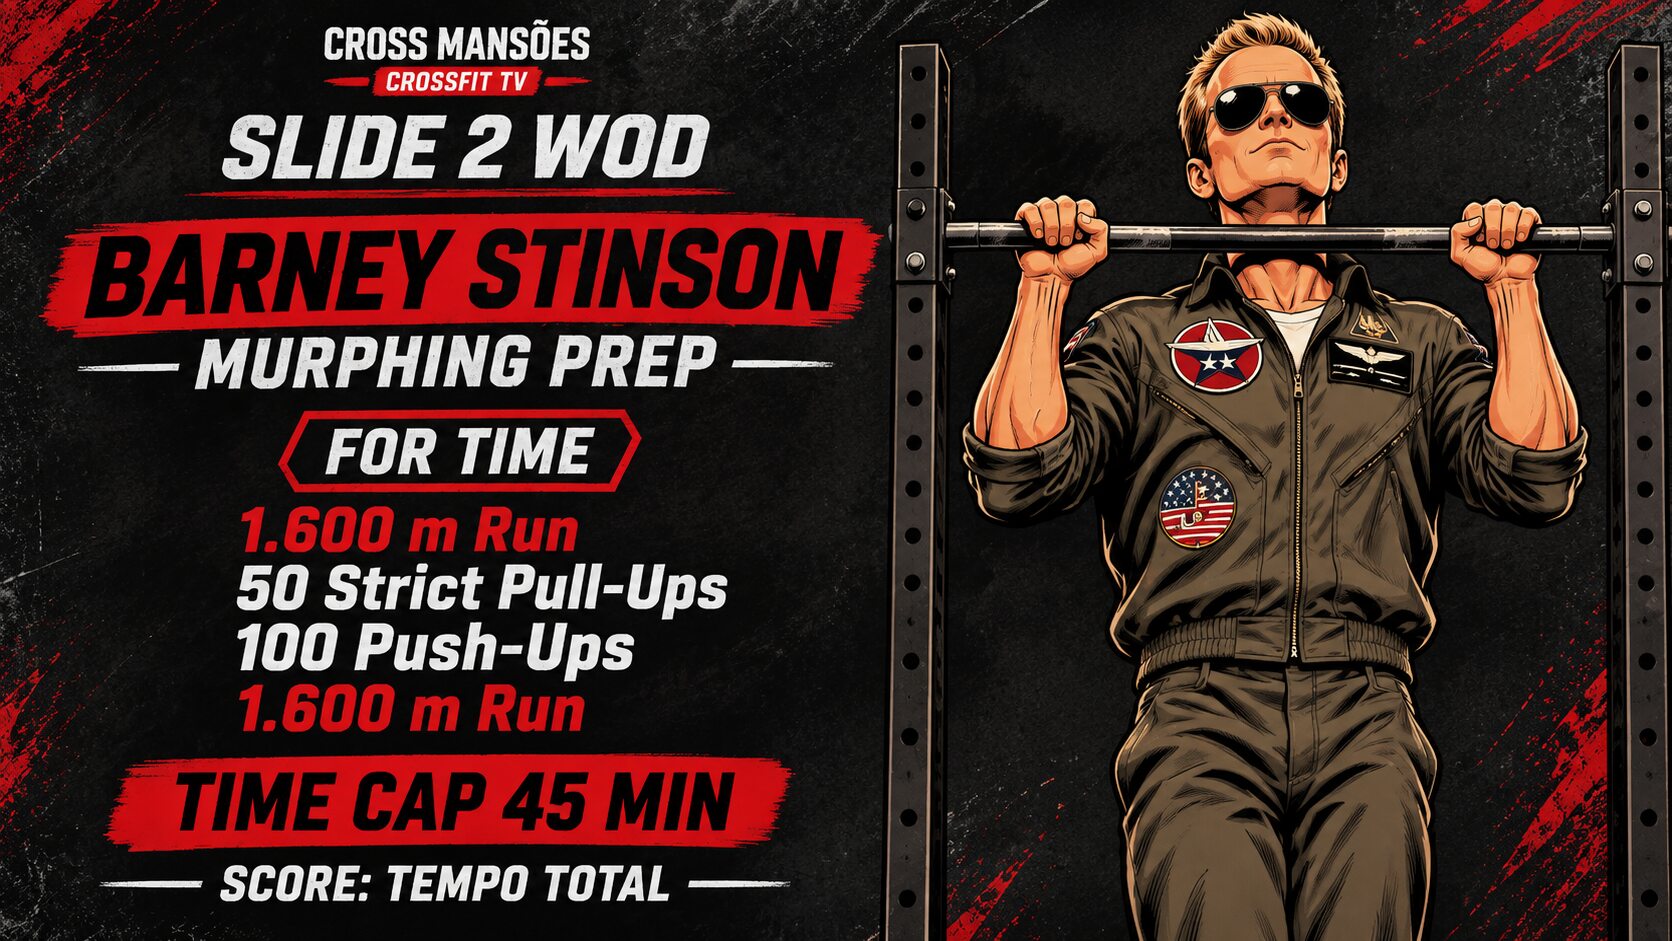 CROSS MANSÕES
CROSSFIT TV
SLIDE 2 WOD
BARNEY STINSON
MURPHING PREP
FOR TIME
1.600 m Run
50 Strict Pull-Ups
100 Push-Ups
1.600 m Run
TIME CAP 45 MIN
SCORE: TEMPO TOTAL